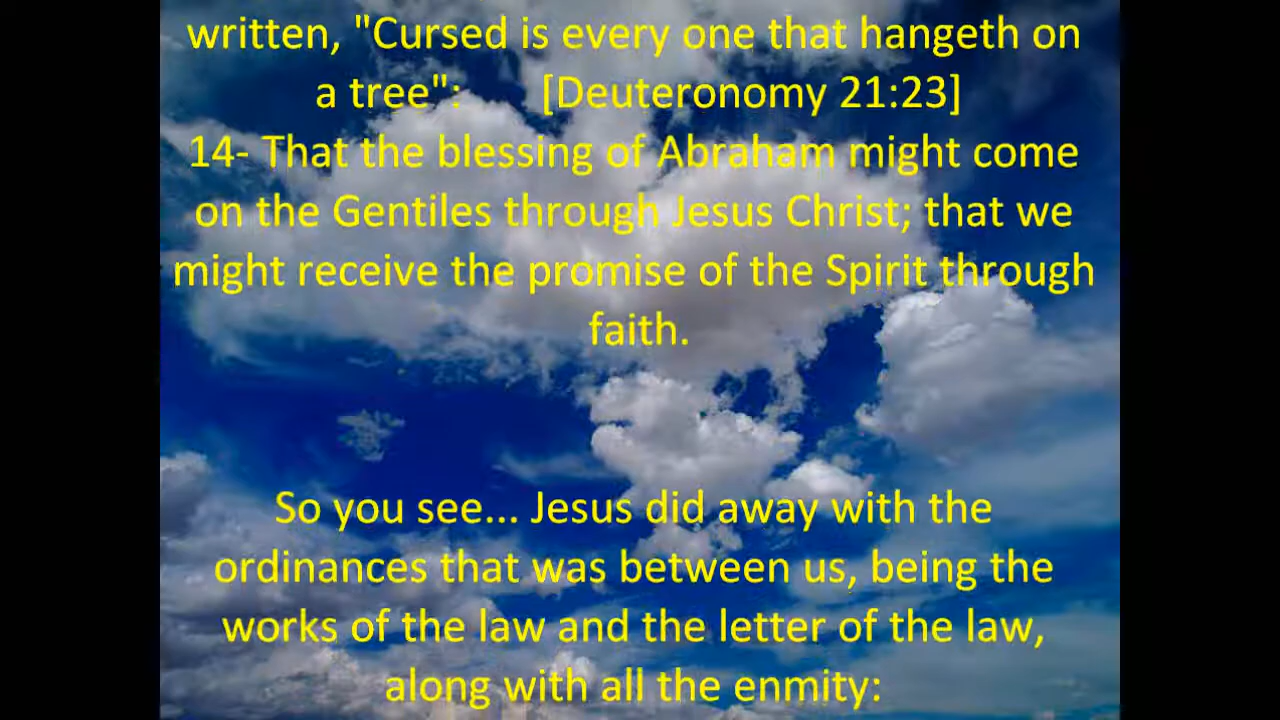 written, "Cursed is every one that hangeth on
a tree": [Deuteronomy 21:23]
14- That the blessing of Abraham might come
on the Gentiles through Jesus Christ; that we
might receive the promise of the Spirit through
faith.
So you see... Jesus did away with the
ordinances that was between us, being the
works of the law and the letter of the law,
along with all the enmity: